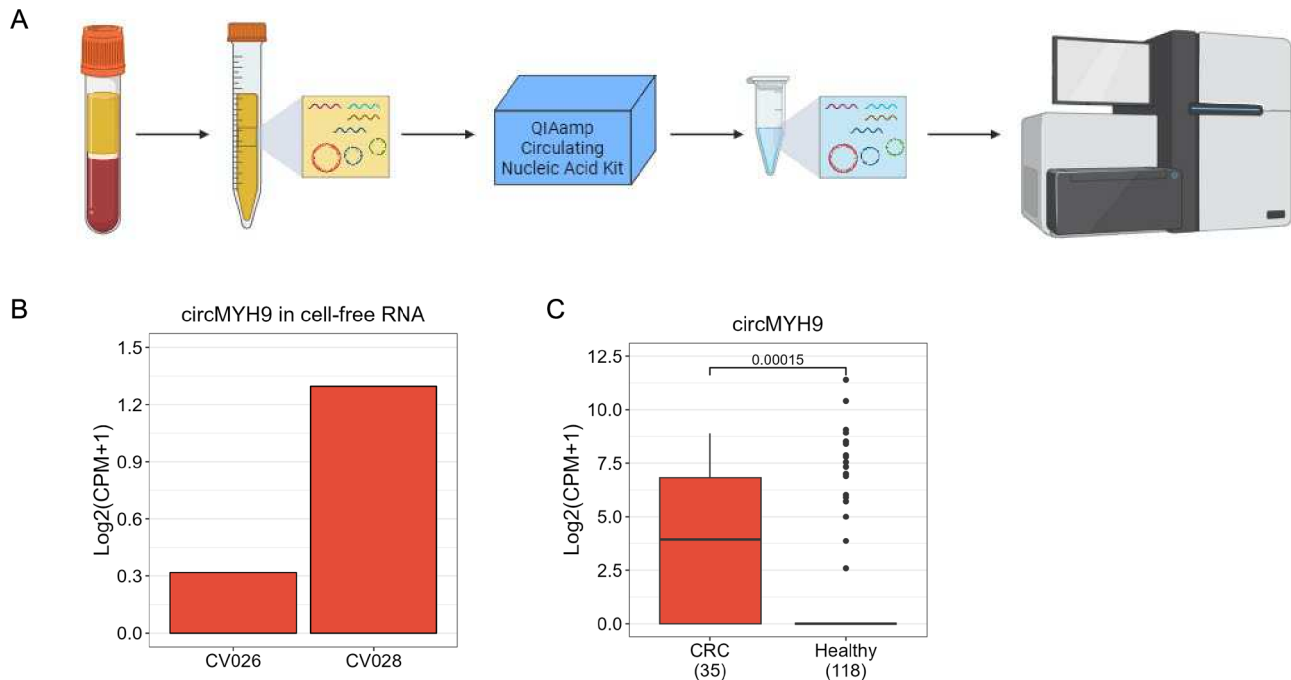 A
QIAamp
Circulating
Nucleic Acid Kit
B
circMYH9 in cell-free RNA
Log2(CPM+1)
1.5
1.2
0.9
0.6
0.3
0.0
CV026
CV028
C
circMYH9
Log2(CPM+1)
0.00015
12.5
10.0
7.5
5.0
2.5
0.0
CRC
(35)
Healthy
(118)